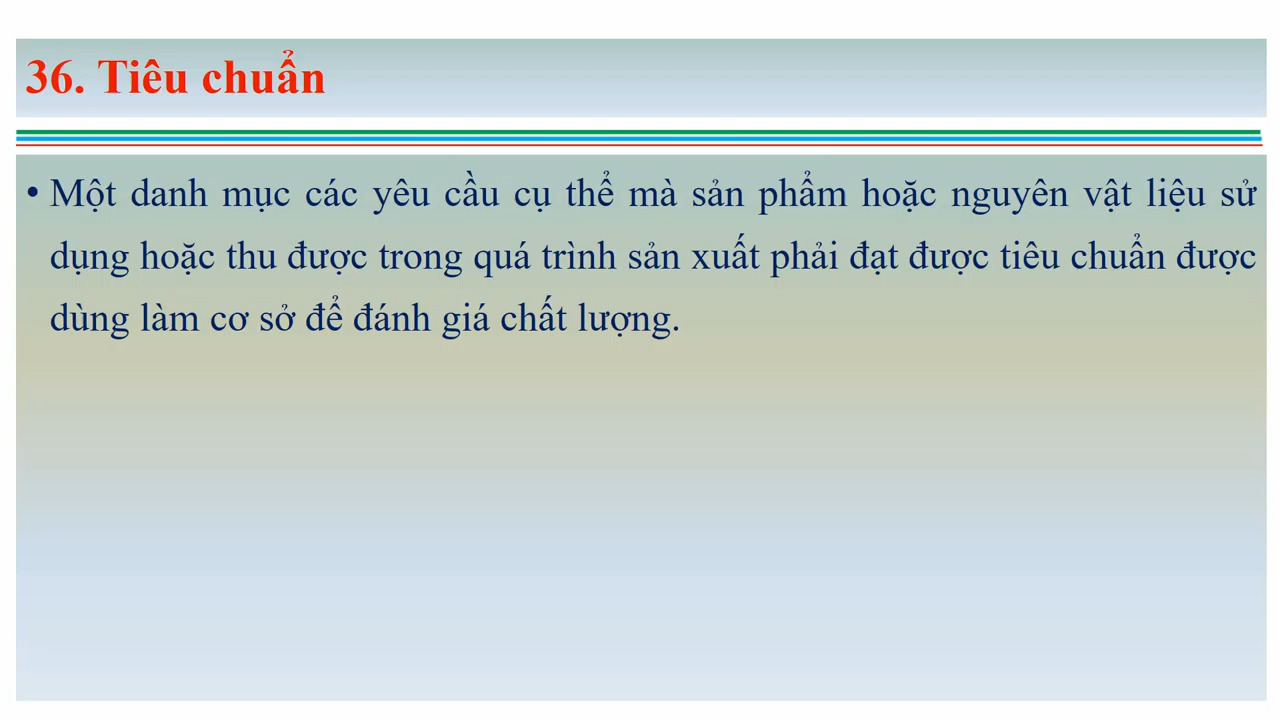 36. Tiêu chuẩn
• Một danh mục các yêu cầu cụ thể mà sản phẩm hoặc nguyên vật liệu sử
dụng hoặc thu được trong quá trình sản xuất phải đạt được tiêu chuẩn được
dùng làm cơ sở để đánh giá chất lượng.